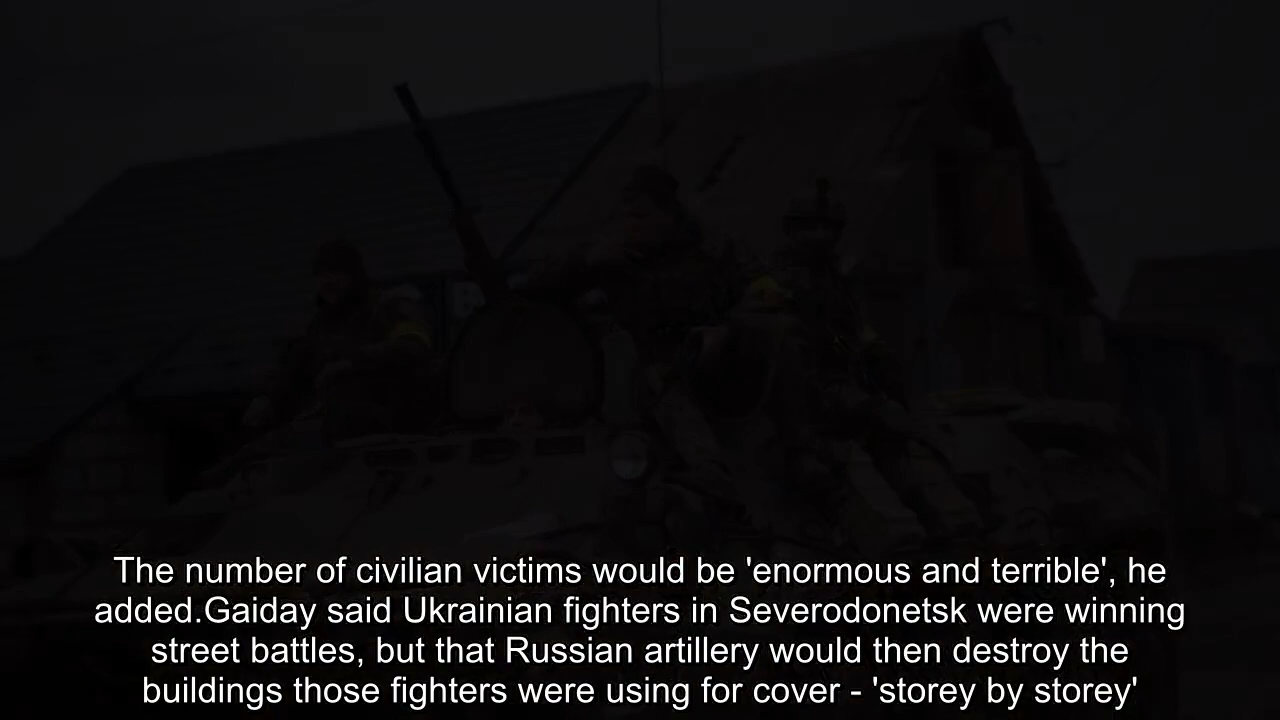 The number of civilian victims would be 'enormous and terrible', he
added.Gaiday said Ukrainian fighters in Severodonetsk were winning
street battles, but that Russian artillery would then destroy the
buildings those fighters were using for cover - 'storey by storey'